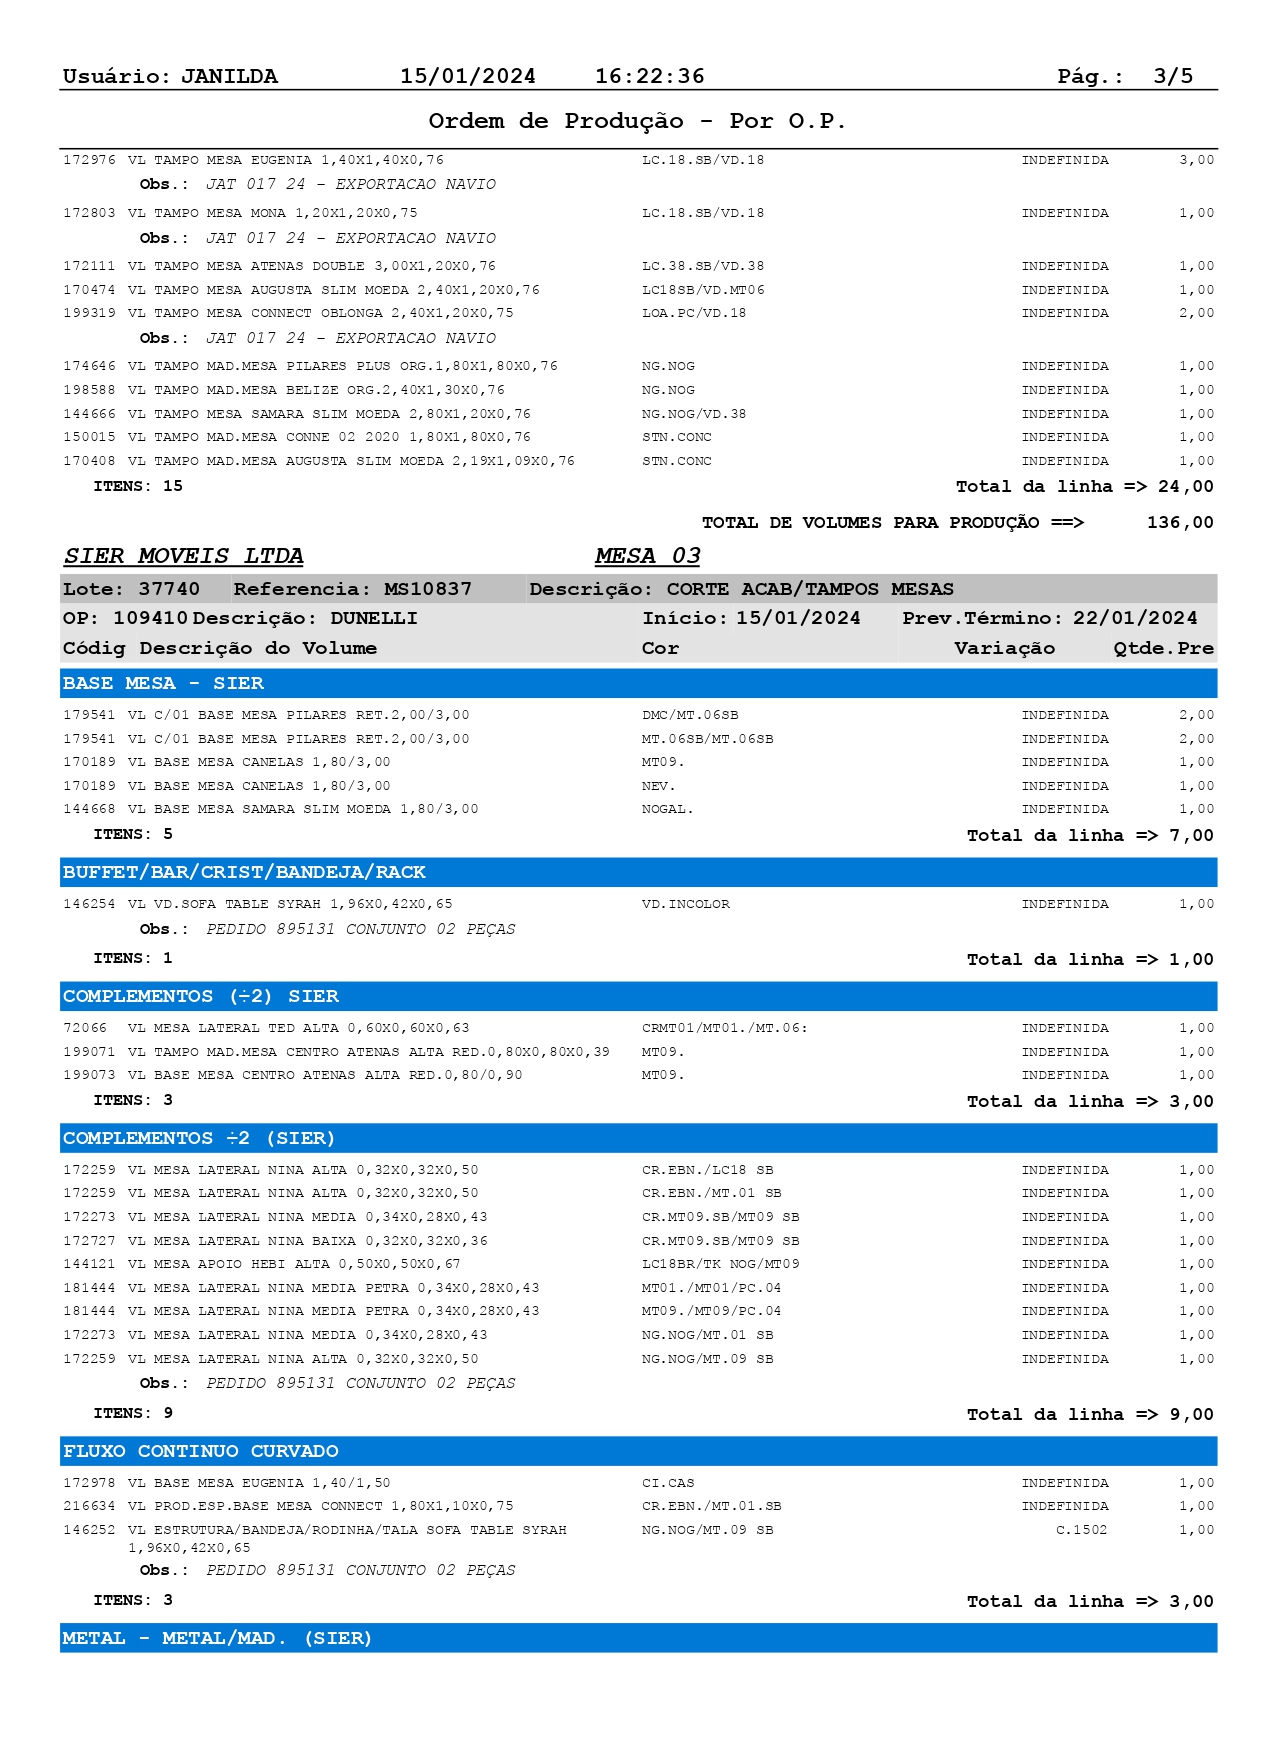 Usuário: JANILDA 15/01/2024 16:22:36 Pág.: 3/5
Ordem de Produção - Por O.P.
172976 VL TAMPO MESA EUGENIA 1,40X1,40X0,76 LC.18.SB/VD.18 INDEFINIDA 3,00
Obs.: JAT 017 24 - EXPORTACAO NAVIO
172803 VL TAMPO MESA MONA 1,20X1,20X0,75 LC.18.SB/VD.18 INDEFINIDA 1,00
Obs.: JAT 017 24 - EXPORTACAO NAVIO
172111 VL TAMPO MESA ATENAS DOUBLE 3,00X1,20X0,76 LC.38.SB/VD.38 INDEFINIDA 1,00
170474 VL TAMPO MESA AUGUSTA SLIM MOEDA 2,40X1,20X0,76 LC18SB/VD.MT06 INDEFINIDA 1,00
199319 VL TAMPO MESA CONNECT OBLONGA 2,40X1,20X0,75 LOA.PC/VD.18 INDEFINIDA 2,00
Obs.: JAT 017 24 - EXPORTACAO NAVIO
174646 VL TAMPO MAD.MESA PILARES PLUS ORG.1,80X1,80X0,76 NG.NOG INDEFINIDA 1,00
198588 VL TAMPO MAD.MESA BELIZE ORG.2,40X1,30X0,76 NG.NOG INDEFINIDA 1,00
144666 VL TAMPO MESA SAMARA SLIM MOEDA 2,80X1,20X0,76 NG.NOG/VD.38 INDEFINIDA 1,00
150015 VL TAMPO MAD.MESA CONNE 02 2020 1,80X1,80X0,76 STN.CONC INDEFINIDA 1,00
170408 VL TAMPO MAD.MESA AUGUSTA SLIM MOEDA 2,19X1,09X0,76 STN.CONC INDEFINIDA 1,00
ITENS: 15 Total da linha => 24,00
TOTAL DE VOLUMES PARA PRODUÇÃO ==> 136,00
SIER MOVEIS LTDA MESA 03
Lote: 37740 Referencia: MS10837 Descrição: CORTE ACAB/TAMPOS MESAS
OP: 109410 Descrição: DUNELLI Início: 15/01/2024 Prev.Término: 22/01/2024
Códig Descrição do Volume Cor Variação Qtde.Pre
BASE MESA - SIER
179541 VL C/01 BASE MESA PILARES RET.2,00/3,00 DMC/MT.06SB INDEFINIDA 2,00
179541 VL C/01 BASE MESA PILARES RET.2,00/3,00 MT.06SB/MT.06SB INDEFINIDA 2,00
170189 VL BASE MESA CANELAS 1,80/3,00 MT09. INDEFINIDA 1,00
170189 VL BASE MESA CANELAS 1,80/3,00 NEV. INDEFINIDA 1,00
144668 VL BASE MESA SAMARA SLIM MOEDA 1,80/3,00 NOGAL. INDEFINIDA 1,00
ITENS: 5 Total da linha => 7,00
BUFFET/BAR/CRIST/BANDEJA/RACK
146254 VL VD.SOFA TABLE SYRAH 1,96X0,42X0,65 VD.INCOLOR INDEFINIDA 1,00
Obs.: PEDIDO 895131 CONJUNTO 02 PEÇAS
ITENS: 1 Total da linha => 1,00
COMPLEMENTOS (÷2) SIER
72066 VL MESA LATERAL TED ALTA 0,60X0,60X0,63 CRMT01/MT01./MT.06: INDEFINIDA 1,00
199071 VL TAMPO MAD.MESA CENTRO ATENAS ALTA RED.0,80X0,80X0,39 MT09. INDEFINIDA 1,00
199073 VL BASE MESA CENTRO ATENAS ALTA RED.0,80/0,90 MT09. INDEFINIDA 1,00
ITENS: 3 Total da linha => 3,00
COMPLEMENTOS ÷2 (SIER)
172259 VL MESA LATERAL NINA ALTA 0,32X0,32X0,50 CR.EBN./LC18 SB INDEFINIDA 1,00
172259 VL MESA LATERAL NINA ALTA 0,32X0,32X0,50 CR.EBN./MT.01 SB INDEFINIDA 1,00
172273 VL MESA LATERAL NINA MEDIA 0,34X0,28X0,43 CR.MT09.SB/MT09 SB INDEFINIDA 1,00
172727 VL MESA LATERAL NINA BAIXA 0,32X0,32X0,36 CR.MT09.SB/MT09 SB INDEFINIDA 1,00
144121 VL MESA APOIO HEBI ALTA 0,50X0,50X0,67 LC18BR/TK NOG/MT09 INDEFINIDA 1,00
181444 VL MESA LATERAL NINA MEDIA PETRA 0,34X0,28X0,43 MT01./MT01/PC.04 INDEFINIDA 1,00
181444 VL MESA LATERAL NINA MEDIA PETRA 0,34X0,28X0,43 MT09./MT09/PC.04 INDEFINIDA 1,00
172273 VL MESA LATERAL NINA MEDIA 0,34X0,28X0,43 NG.NOG/MT.01 SB INDEFINIDA 1,00
172259 VL MESA LATERAL NINA ALTA 0,32X0,32X0,50 NG.NOG/MT.09 SB INDEFINIDA 1,00
Obs.: PEDIDO 895131 CONJUNTO 02 PEÇAS
ITENS: 9 Total da linha => 9,00
FLUXO CONTINUO CURVADO
172978 VL BASE MESA EUGENIA 1,40/1,50 CI.CAS INDEFINIDA 1,00
216634 VL PROD.ESP.BASE MESA CONNECT 1,80X1,10X0,75 CR.EBN./MT.01.SB INDEFINIDA 1,00
146252 VL ESTRUTURA/BANDEJA/RODINHA/TALA SOFA TABLE SYRAH NG.NOG/MT.09 SB C.1502 1,00
1,96X0,42X0,65
Obs.: PEDIDO 895131 CONJUNTO 02 PEÇAS
ITENS: 3 Total da linha => 3,00
METAL - METAL/MAD. (SIER)